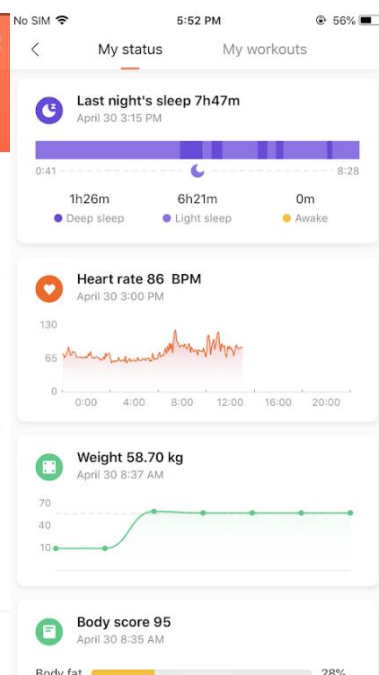 No SIM 5:52 PM 56%
My status My workouts
Last night's sleep 7h47m
April 30 3:15 PM
0:41 8:28
1h26m 6h21m 0m
Deep sleep Light sleep Awake
Heart rate 86 BPM
April 30 3:00 PM
130
65
0
0:00 4:00 8:00 12:00 16:00 20:00
Weight 58.70 kg
April 30 8:37 AM
70
40
10
Body score 95
April 30 8:35 AM
Body fat 28%